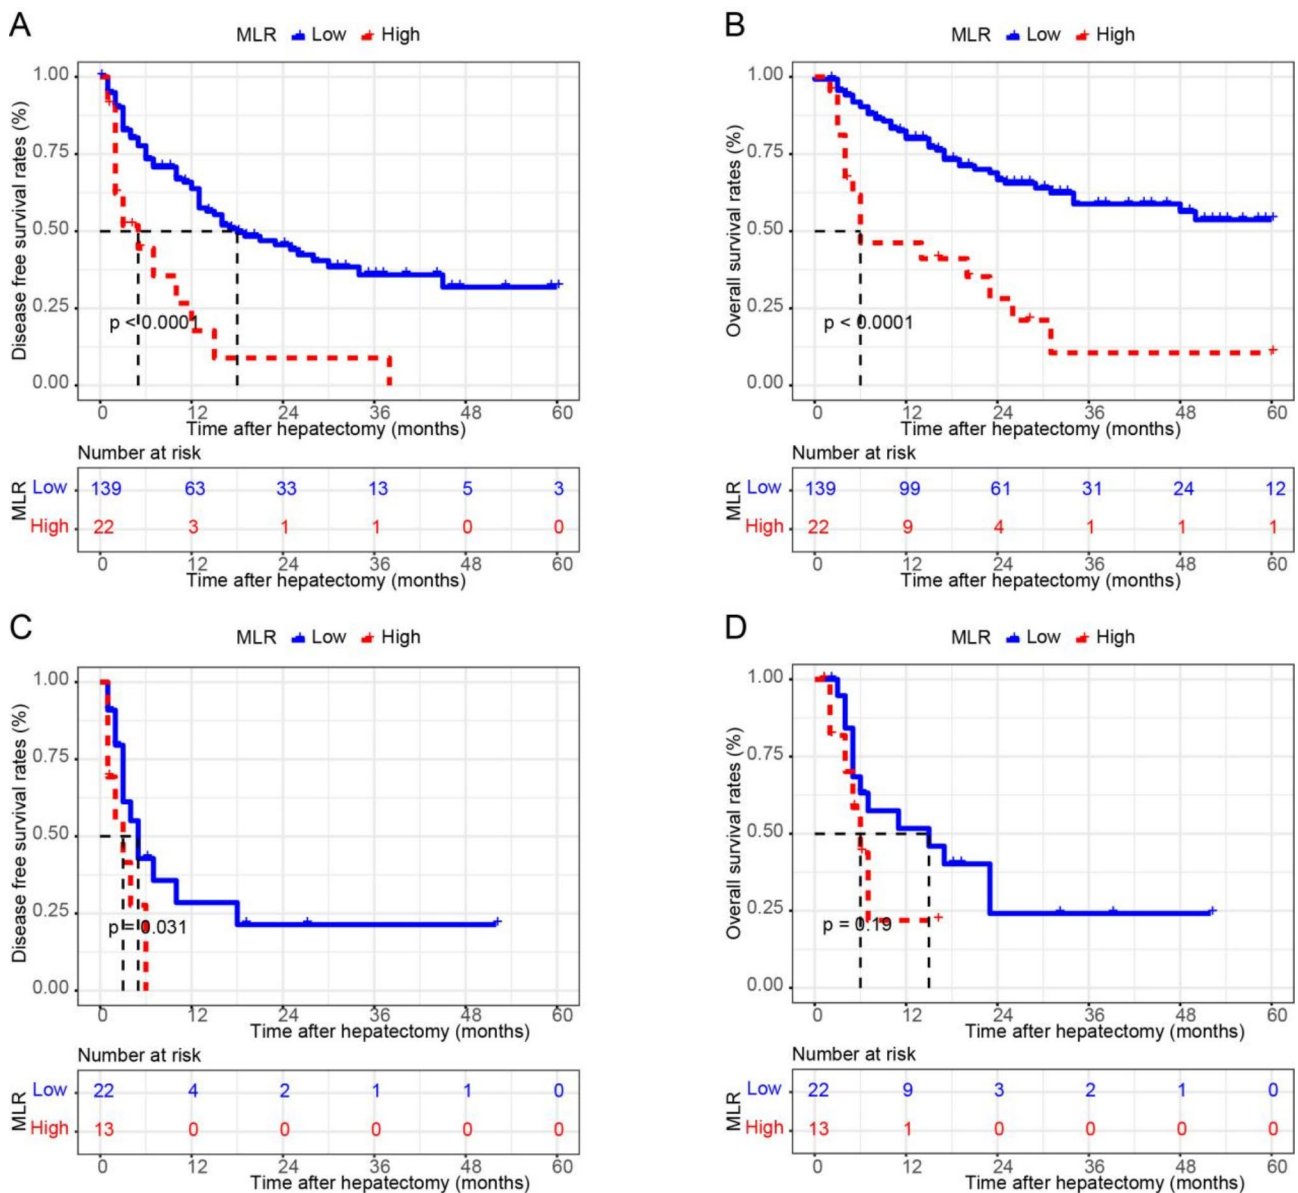 A
MLR Low High
Disease free survival rates (%)
1.00
0.75
0.50
0.25
0.00
p < 0.0001
0 12 24 36 48 60
Time after hepatectomy (months)
Number at risk
MLR
Low 139 63 33 13 5 3
High 22 3 1 1 0 0
0 12 24 36 48 60
Time after hepatectomy (months)
B
MLR Low High
Overall survival rates (%)
1.00
0.75
0.50
0.25
0.00
p < 0.0001
0 12 24 36 48 60
Time after hepatectomy (months)
Number at risk
MLR
Low 139 99 61 31 24 12
High 22 9 4 1 1 1
0 12 24 36 48 60
Time after hepatectomy (months)
C
MLR Low High
Disease free survival rates (%)
1.00
0.75
0.50
0.25
0.00
p = 0.031
0 12 24 36 48 60
Time after hepatectomy (months)
Number at risk
MLR
Low 22 4 2 1 1 0
High 13 0 0 0 0 0
0 12 24 36 48 60
Time after hepatectomy (months)
D
MLR Low High
Overall survival rates (%)
1.00
0.75
0.50
0.25
0.00
p = 0.19
0 12 24 36 48 60
Time after hepatectomy (months)
Number at risk
MLR
Low 22 9 3 2 1 0
High 13 1 0 0 0 0
0 12 24 36 48 60
Time after hepatectomy (months)